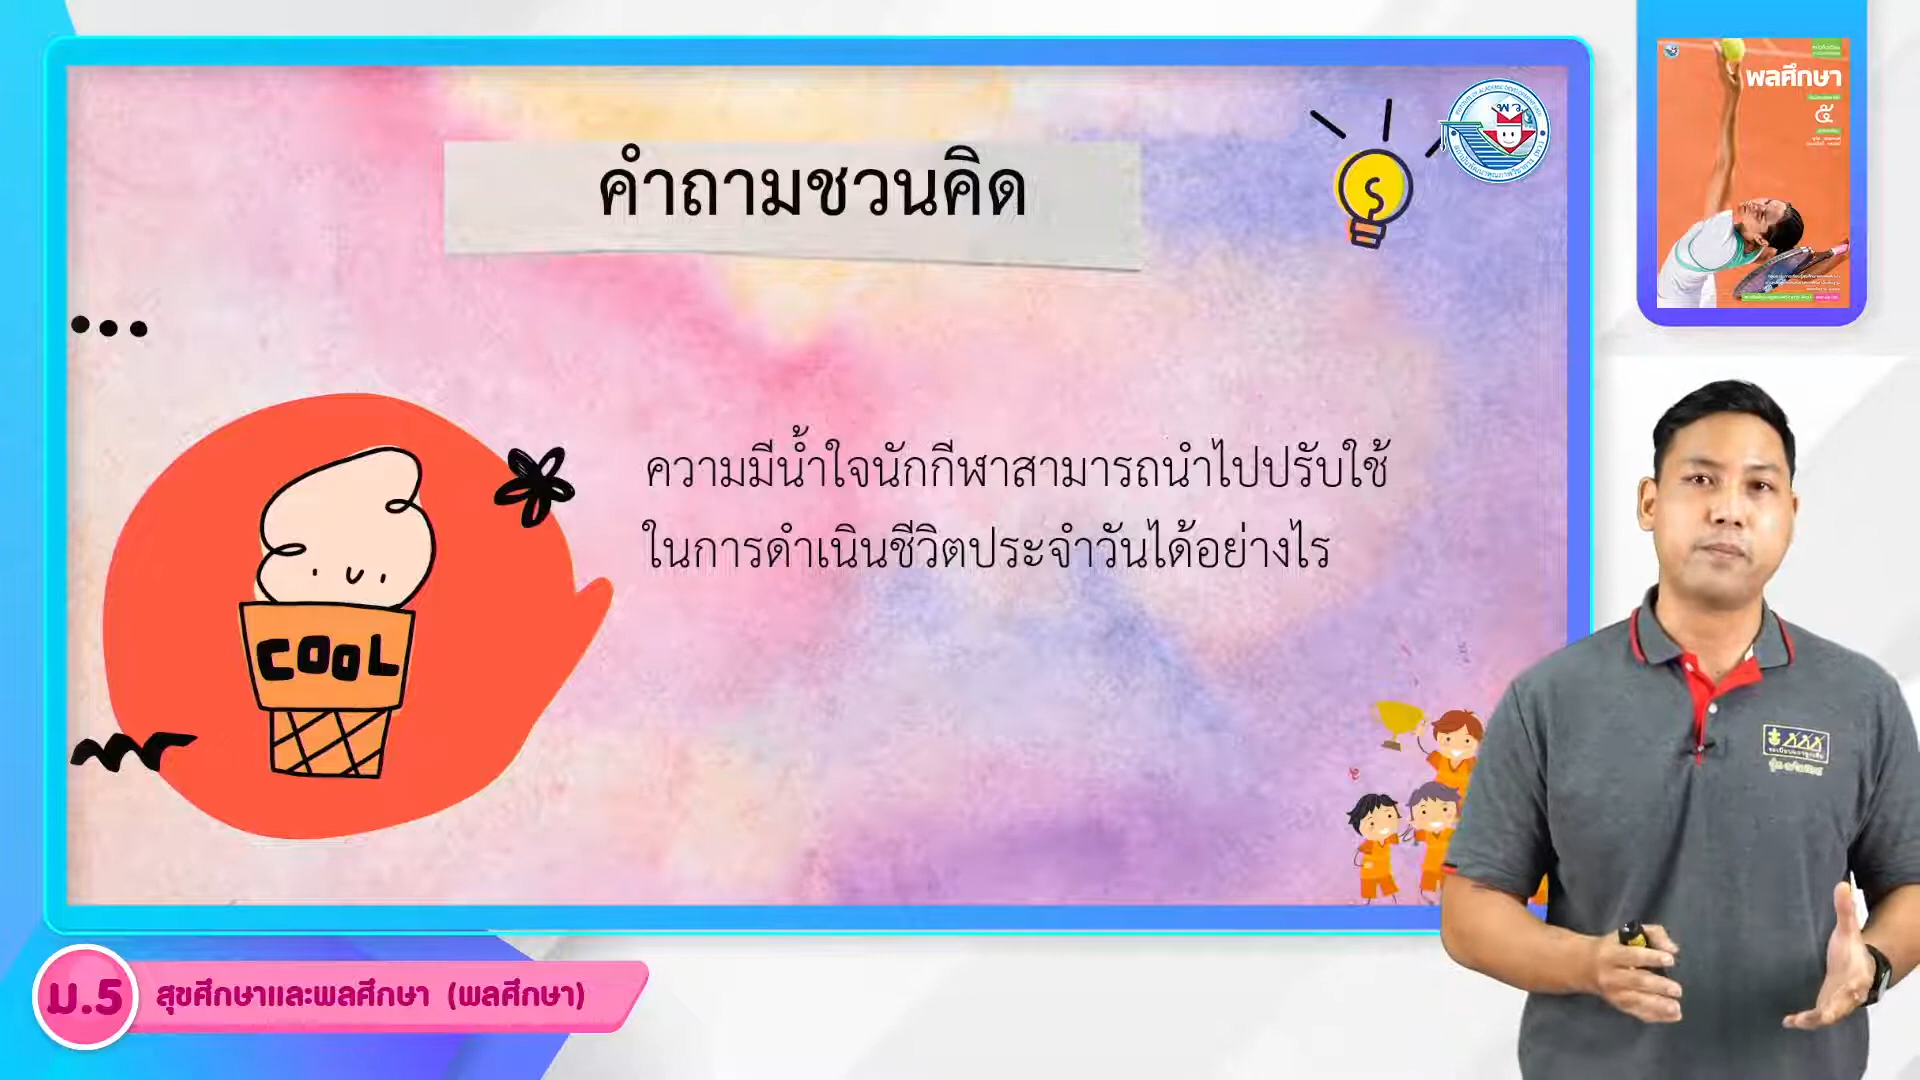 คำถามชวนคิด
ความมีน้ำใจนักกีฬาสามารถนำไปปรับใช้
ในการดำเนินชีวิตประจำวันได้อย่างไร
COOL
พว.
พลศึกษา
๕
ม.5
สุขศึกษาและพลศึกษา (พลศึกษา)